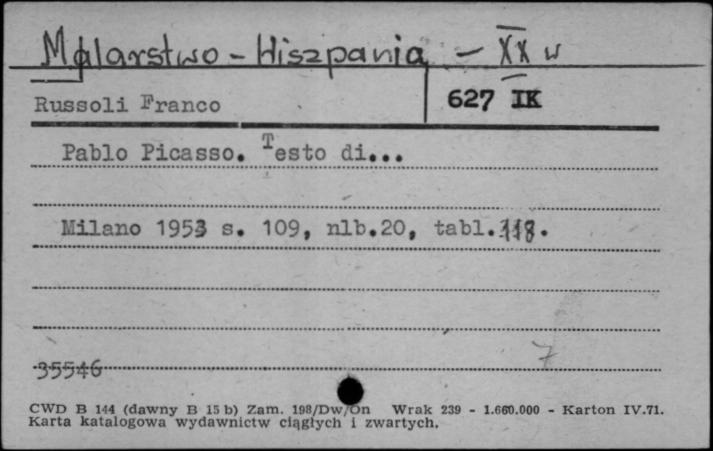 Malarstwo - Hiszpania - XX w
Russoli Franco
627 IK
Pablo Picasso. Testo di...
Milano 1953 s. 109, nlb.20, tabl.118.
7
35546
CWD B 144 (dawny B 15 b) Zam. 198/Dw/On Wrak 239 - 1.660.000 - Karton IV.71.
Karta katalogowa wydawnictw ciągłych i zwartych.